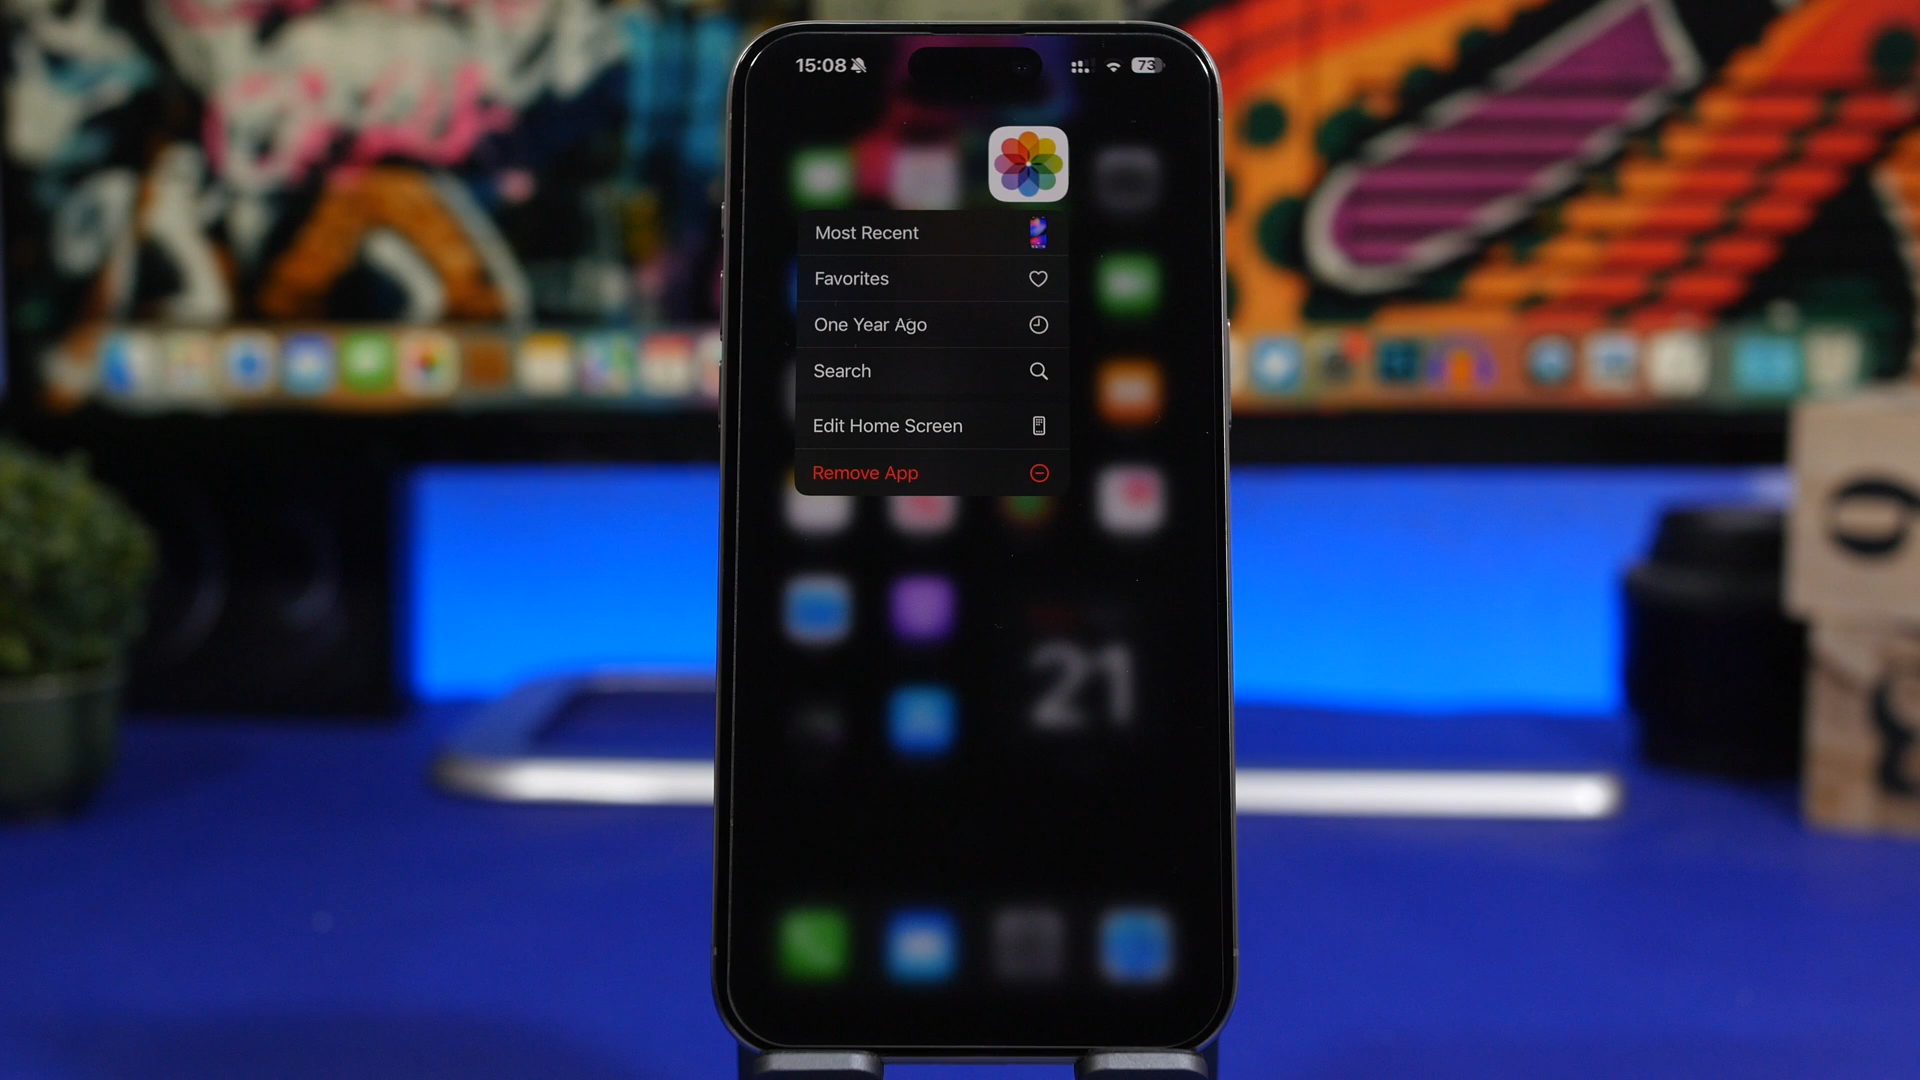 15:08
73
Most Recent
Favorites
One Year Ago
Search
Edit Home Screen
Remove App
21